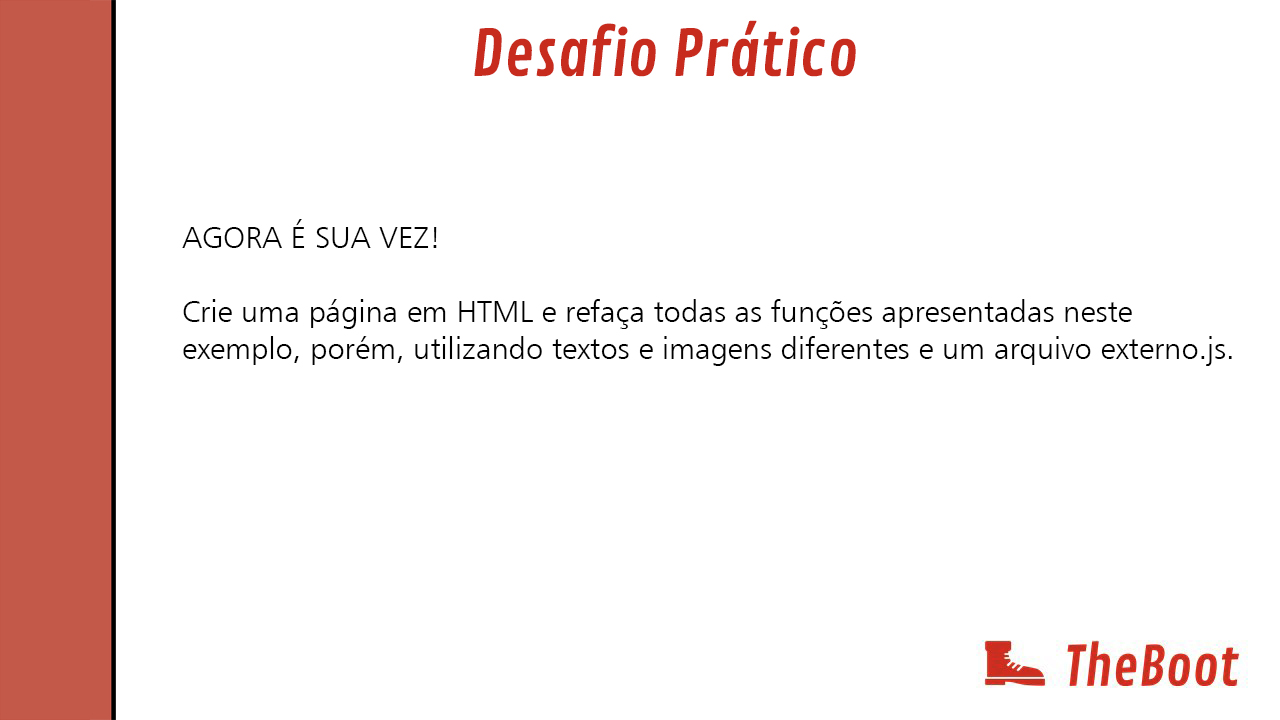 Desafio Prático
AGORA É SUA VEZ!
Crie uma página em HTML e refaça todas as funções apresentadas neste
exemplo, porém, utilizando textos e imagens diferentes e um arquivo externo.js.
TheBoot